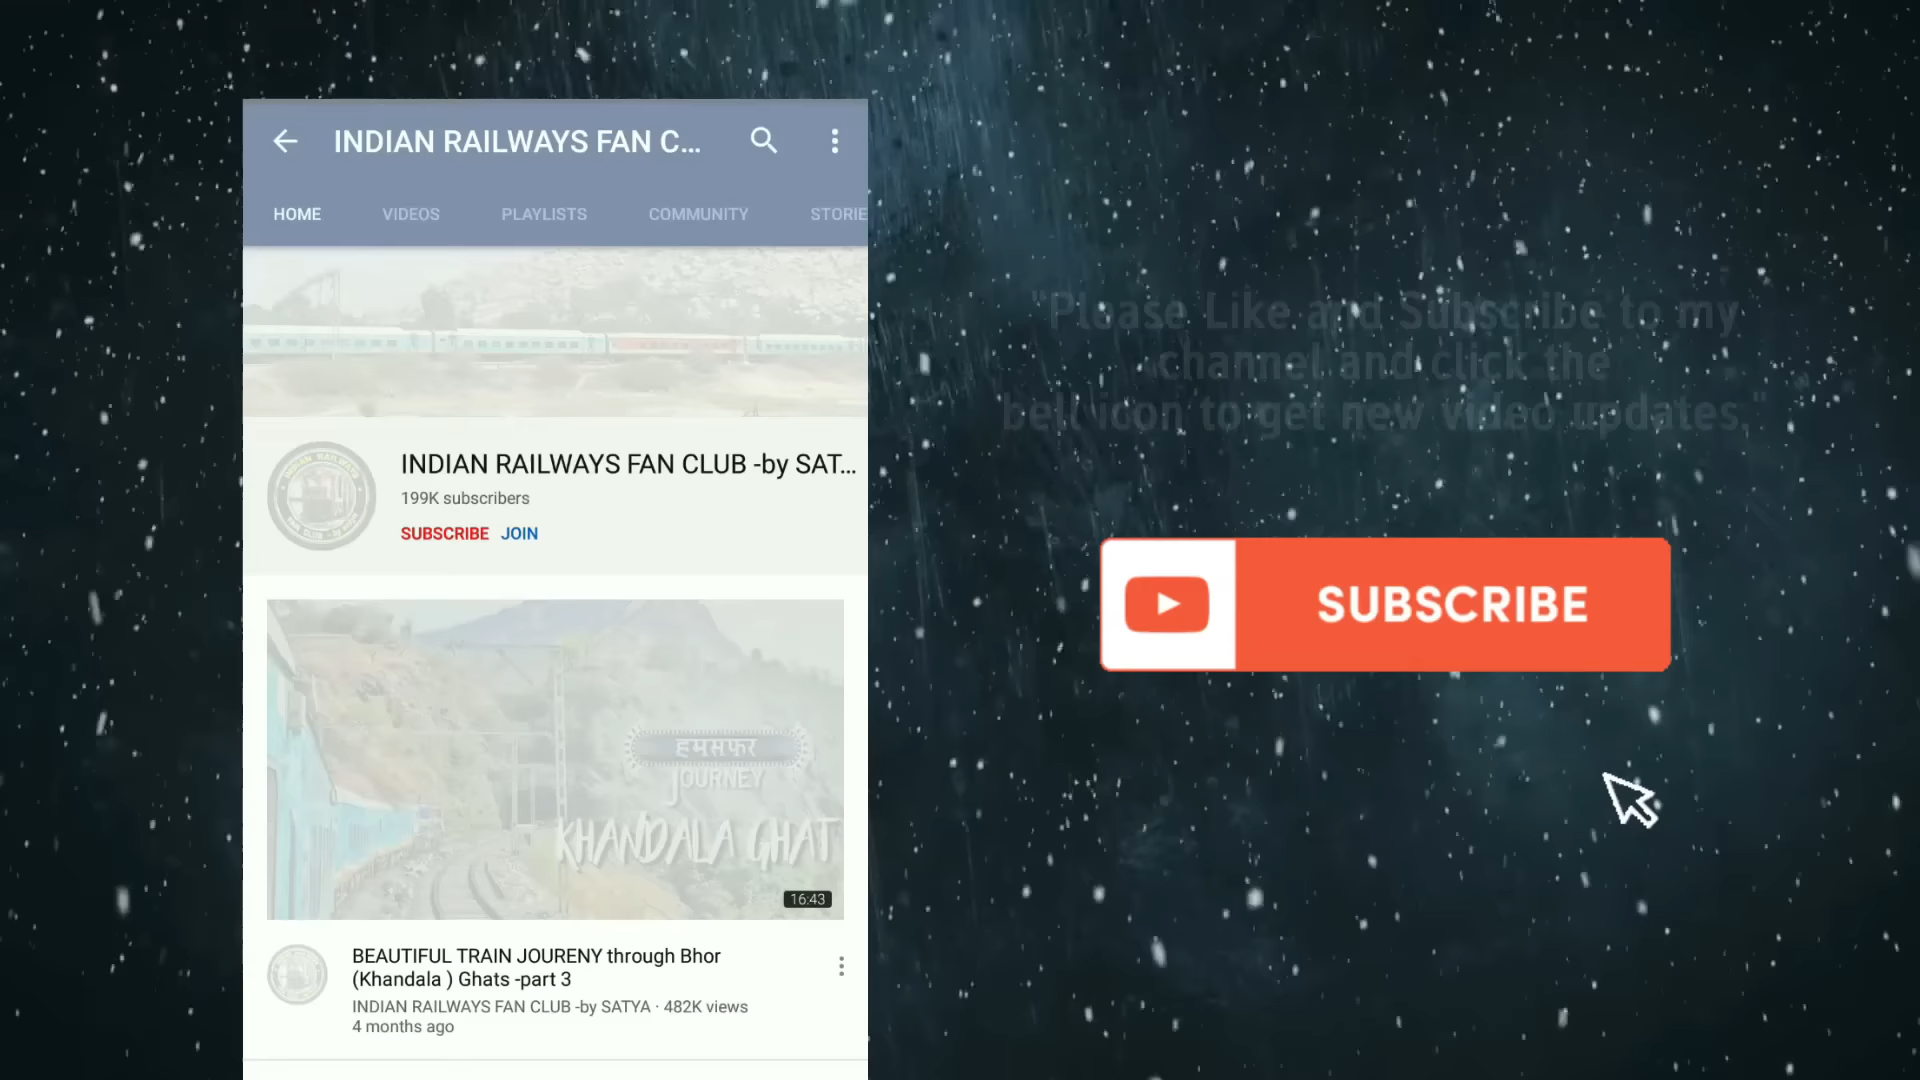 INDIAN RAILWAYS FAN C...
HOME VIDEOS PLAYLISTS COMMUNITY STORIE
INDIAN RAILWAYS FAN CLUB -by SAT...
199K subscribers
SUBSCRIBE JOIN
हमसफर
JOURNEY
KHANDALA GHAT
16:43
BEAUTIFUL TRAIN JOURENY through Bhor
(Khandala ) Ghats -part 3
INDIAN RAILWAYS FAN CLUB -by SATYA · 482K views
4 months ago
"Please Like and Subscribe to my
channel and click the
bell icon to get new video updates."
SUBSCRIBE